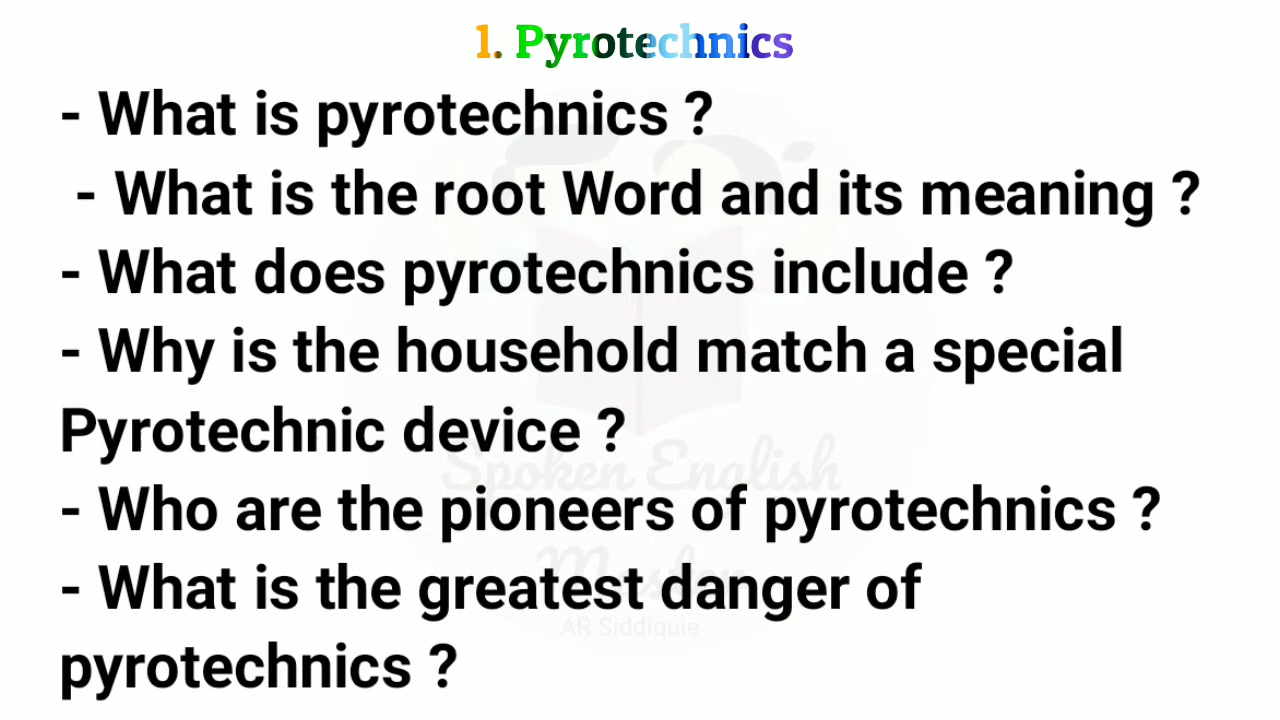 1. Pyrotechnics
- What is pyrotechnics ?
- What is the root Word and its meaning ?
- What does pyrotechnics include ?
- Why is the household match a special
Pyrotechnic device ?
- Who are the pioneers of pyrotechnics ?
Spoken English
- What is the greatest danger of
Master
AR Siddiquie
pyrotechnics ?